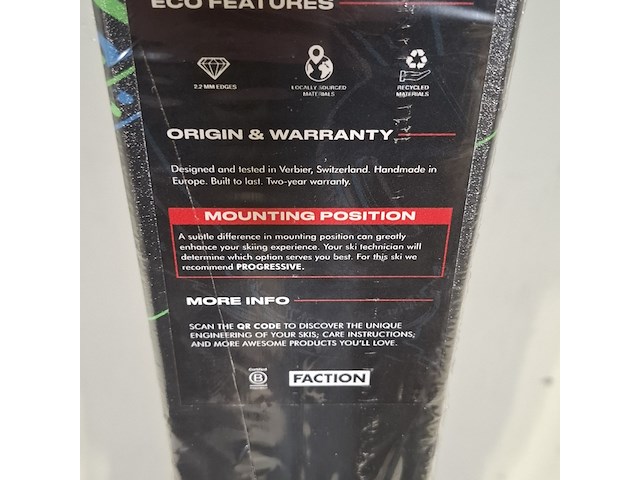 ECO FEATURES
2.2 MM EDGES
LOCALLY SOURCED
MATERIALS
RECYCLED
MATERIALS
ORIGIN & WARRANTY
Designed and tested in Verbier, Switzerland. Handmade in
Europe. Built to last. Two-year warranty.
MOUNTING POSITION
A subtle difference in mounting position can greatly
enhance your skiing experience. Your ski technician will
determine which option serves you best. For this ski we
recommend PROGRESSIVE.
MORE INFO
SCAN THE QR CODE TO DISCOVER THE UNIQUE
ENGINEERING OF YOUR SKIS; CARE INSTRUCTIONS;
AND MORE AWESOME PRODUCTS YOU'LL LOVE.
Certified
B
FACTION